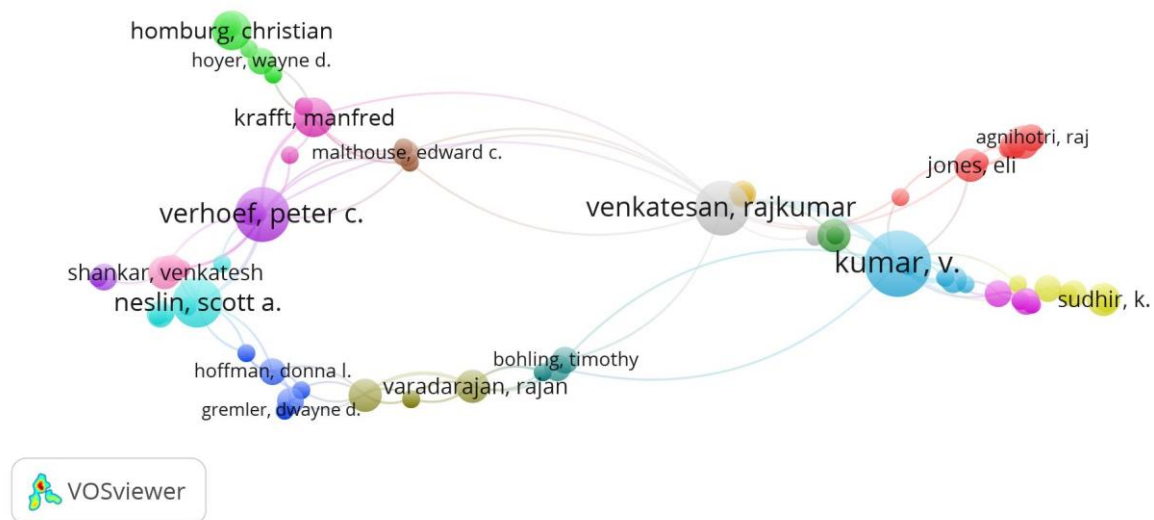 homburg, christian
hoyer, wayne d.
krafft, manfred
malthouse, edward c.
agnihotri, raj
jones, eli
verhoef, peter c.
venkatesan, rajkumar
shankar, venkatesh
kumar, v.
neslin, scott a.
sudhir, k.
bohling, timothy
hoffman, donna l.
varadarajan, rajan
gremler, dwayne d.
VOSviewer